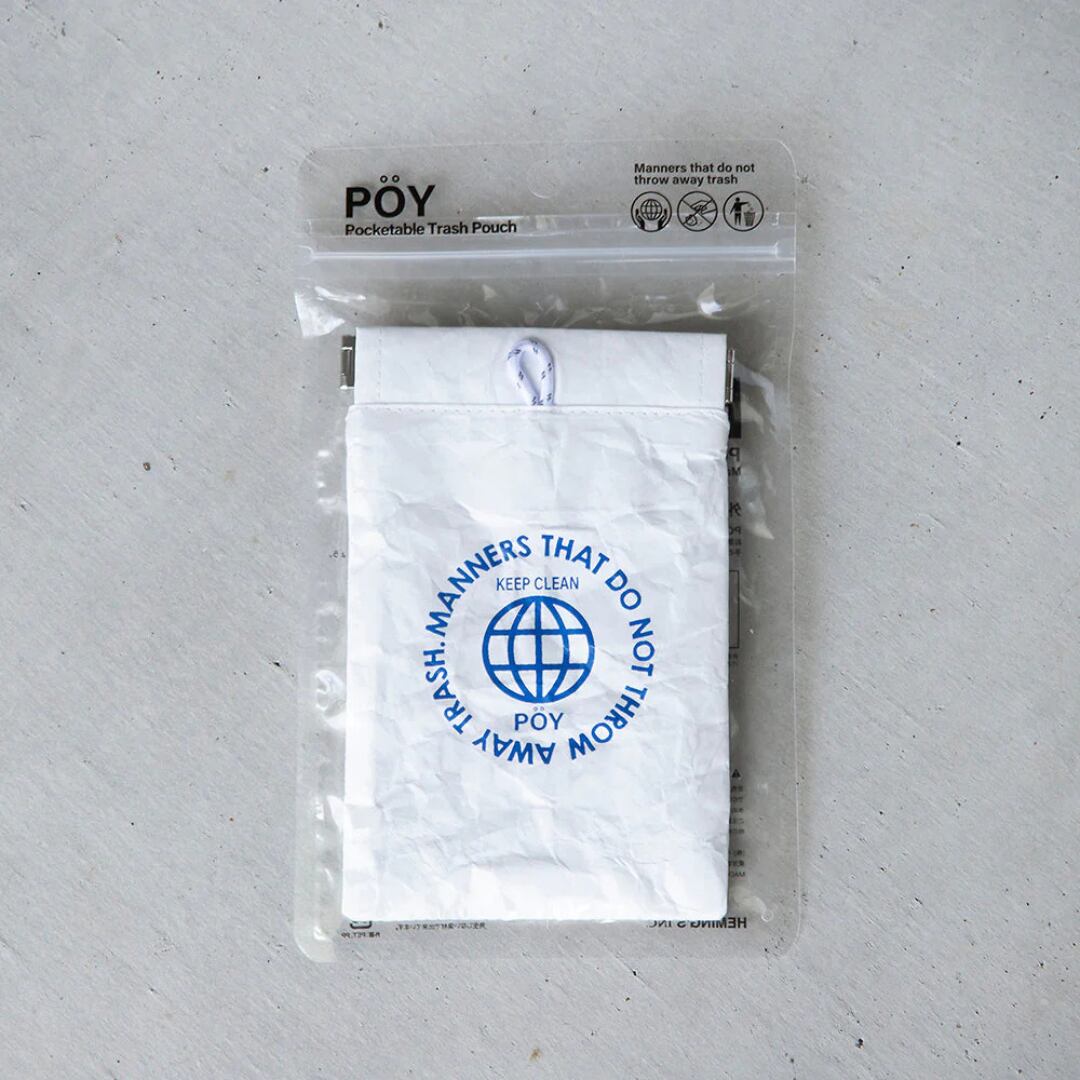 PÖY
Pocketable Trash Pouch
Manners that do not
throw away trash
MANNERS THAT DO NOT THROW AWAY TRASH.
KEEP CLEAN
PÖY
HEMING'S INC.